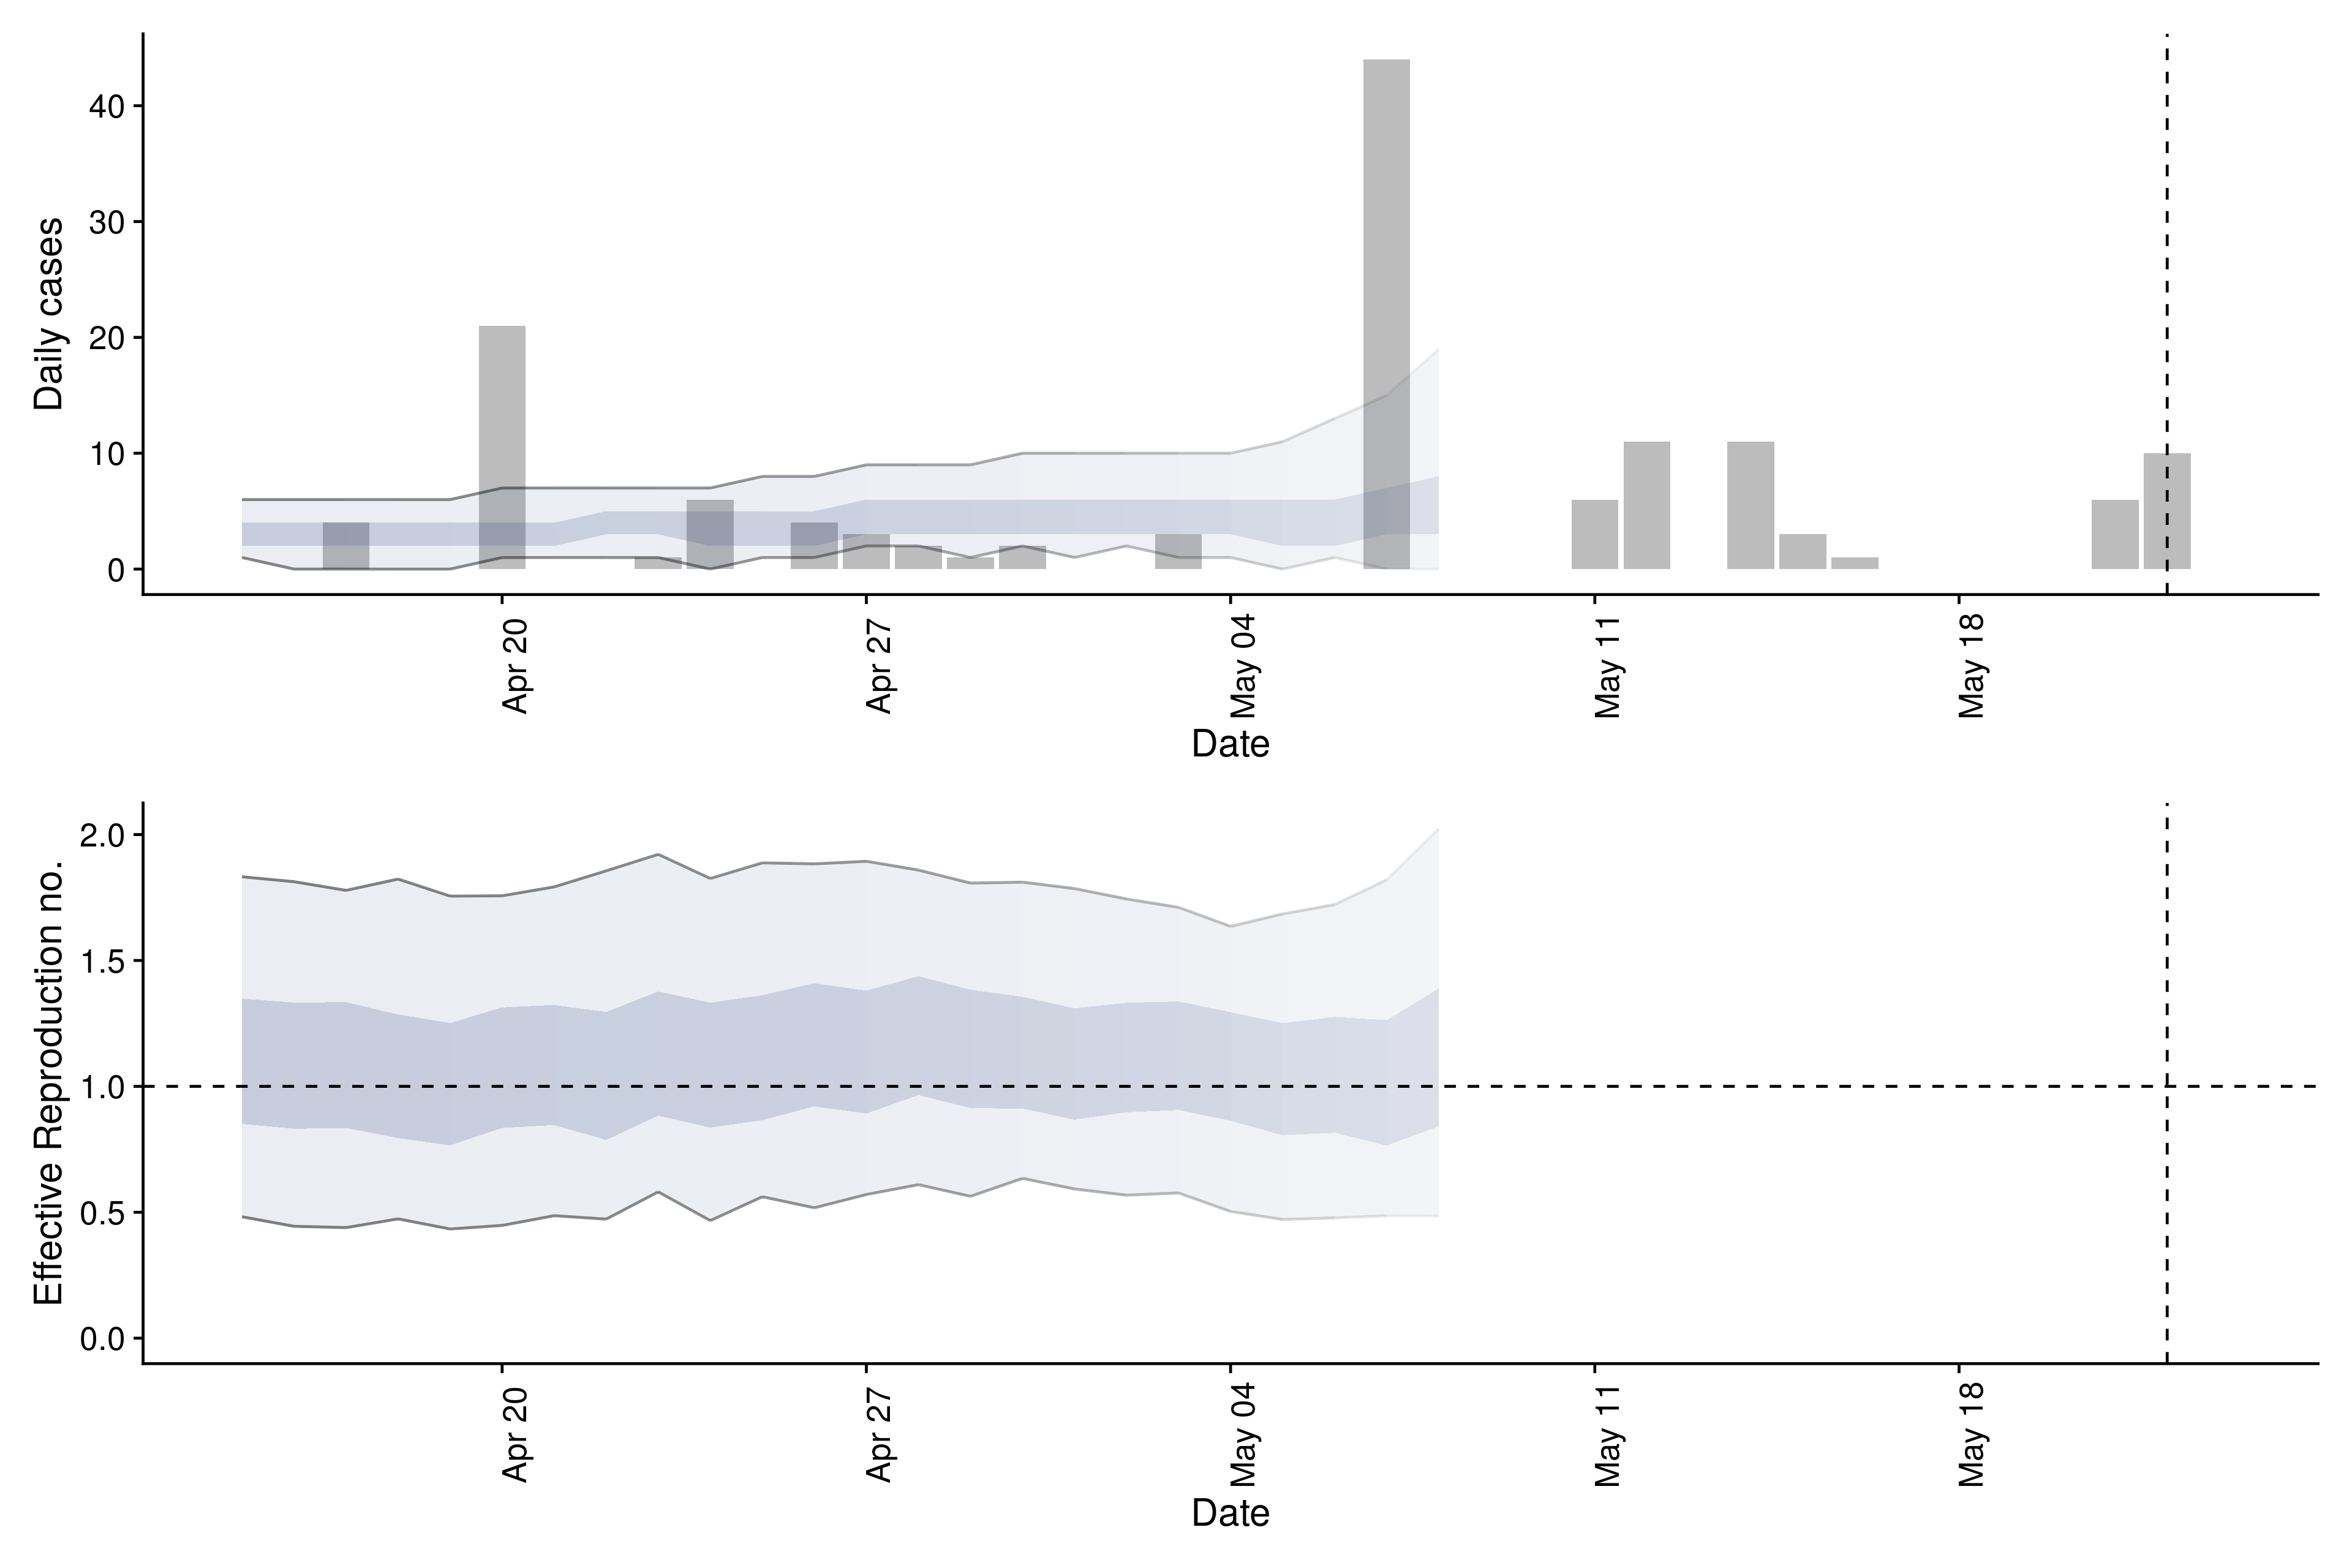 Daily cases
40
30
20
10
0
Apr 20
Apr 27
May 04
May 11
May 18
Date
Effective Reproduction no.
2.0
1.5
1.0
0.5
0.0
Apr 20
Apr 27
May 04
May 11
May 18
Date